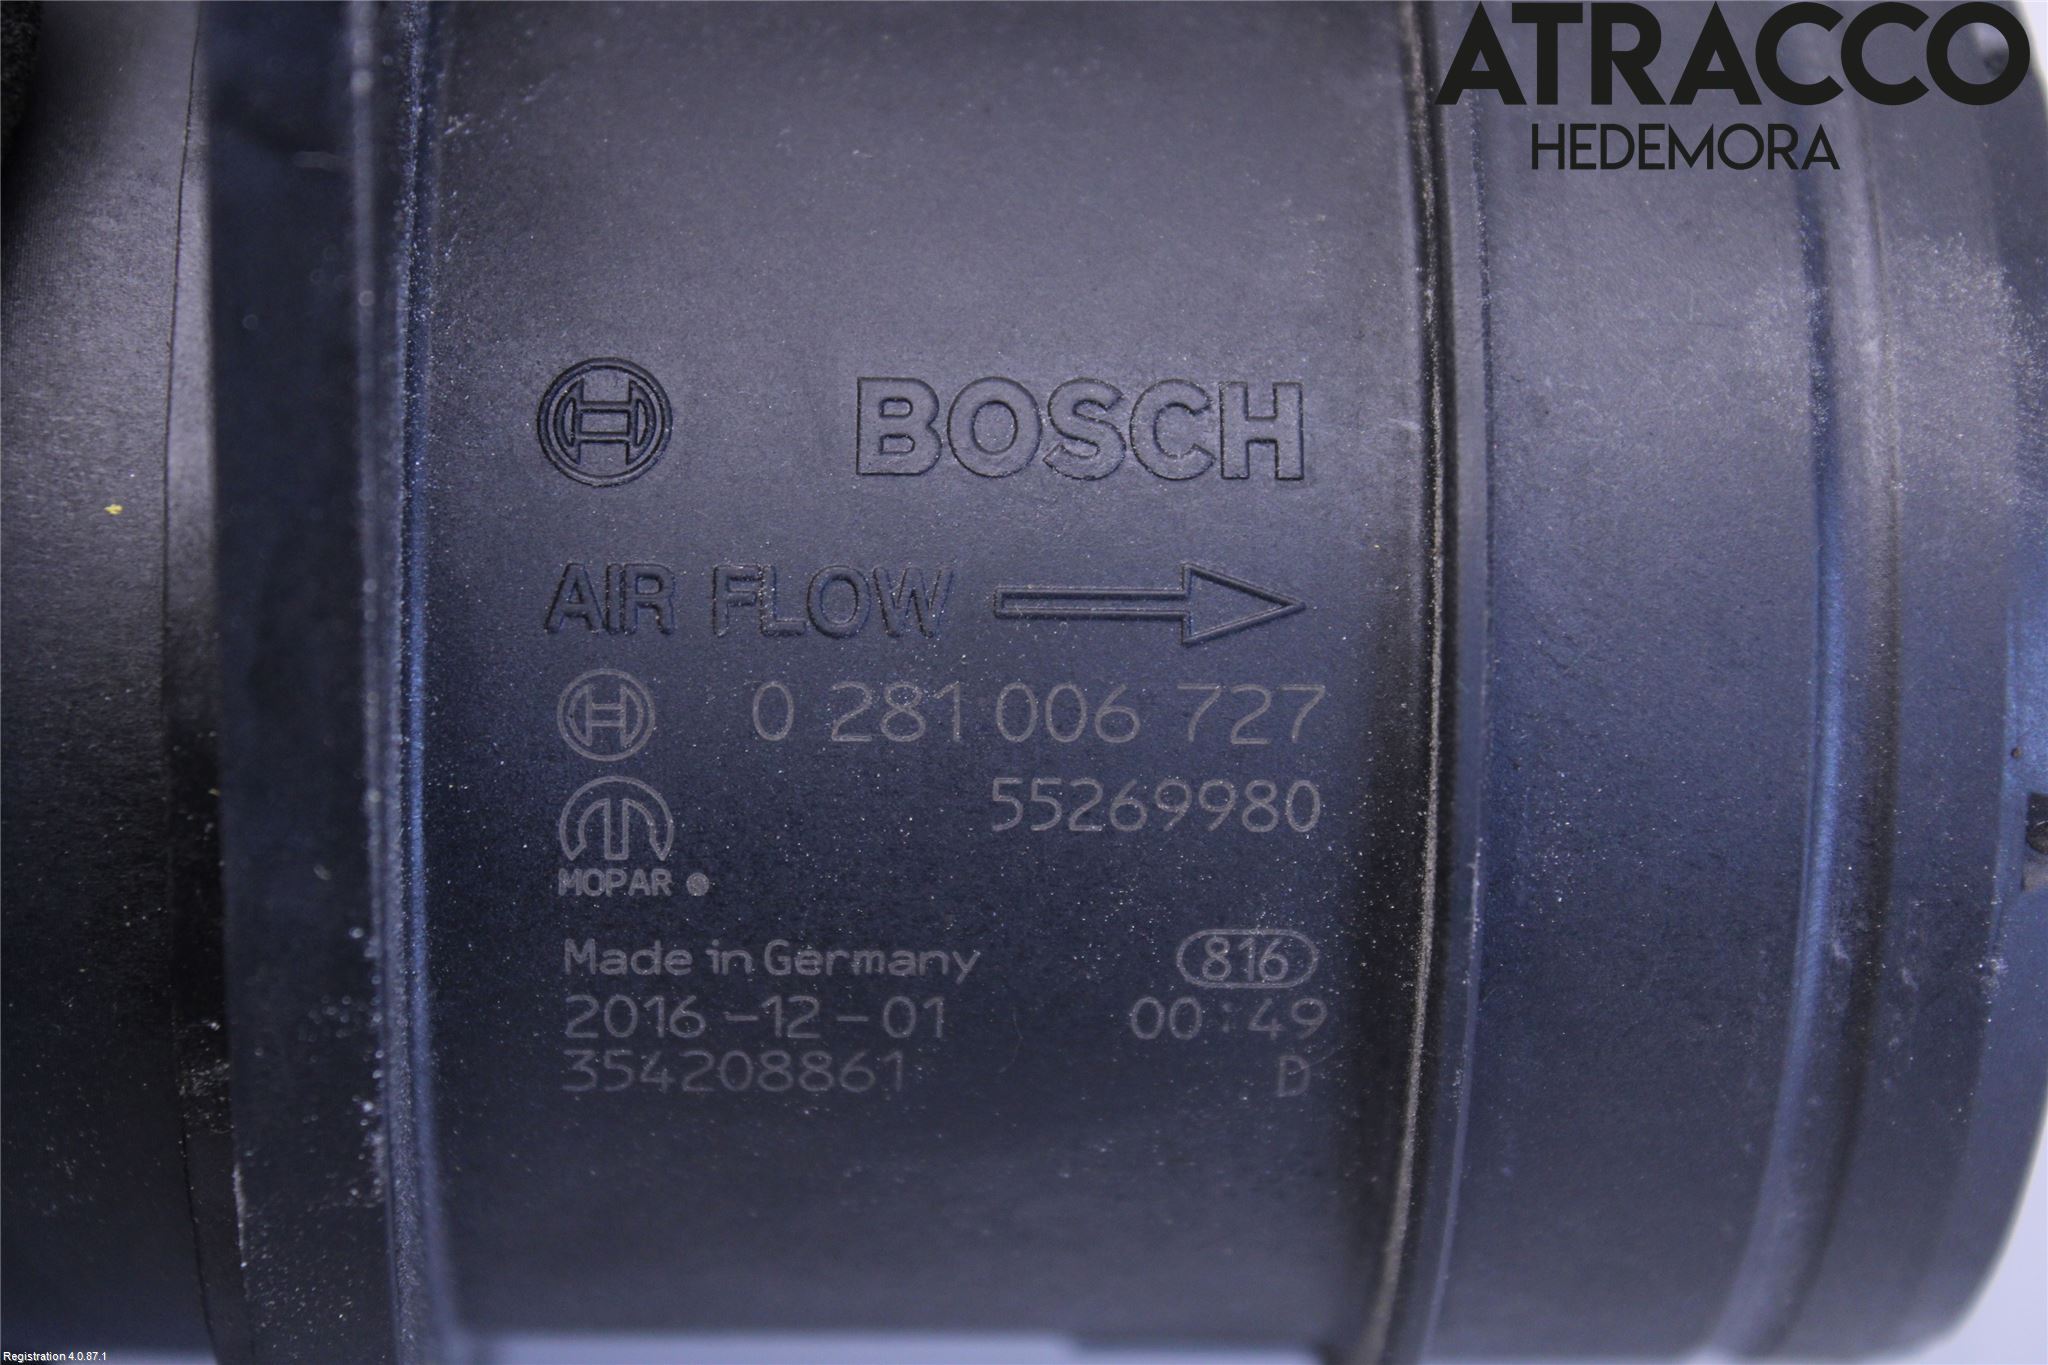 ATRACCO
HEDEMORA
BOSCH
AIR FLOW
0 281 006 727
55269980
MOPAR
Made in Germany 816
2016-12-01 00:49
354208861 D
Registration 4.0.87.1